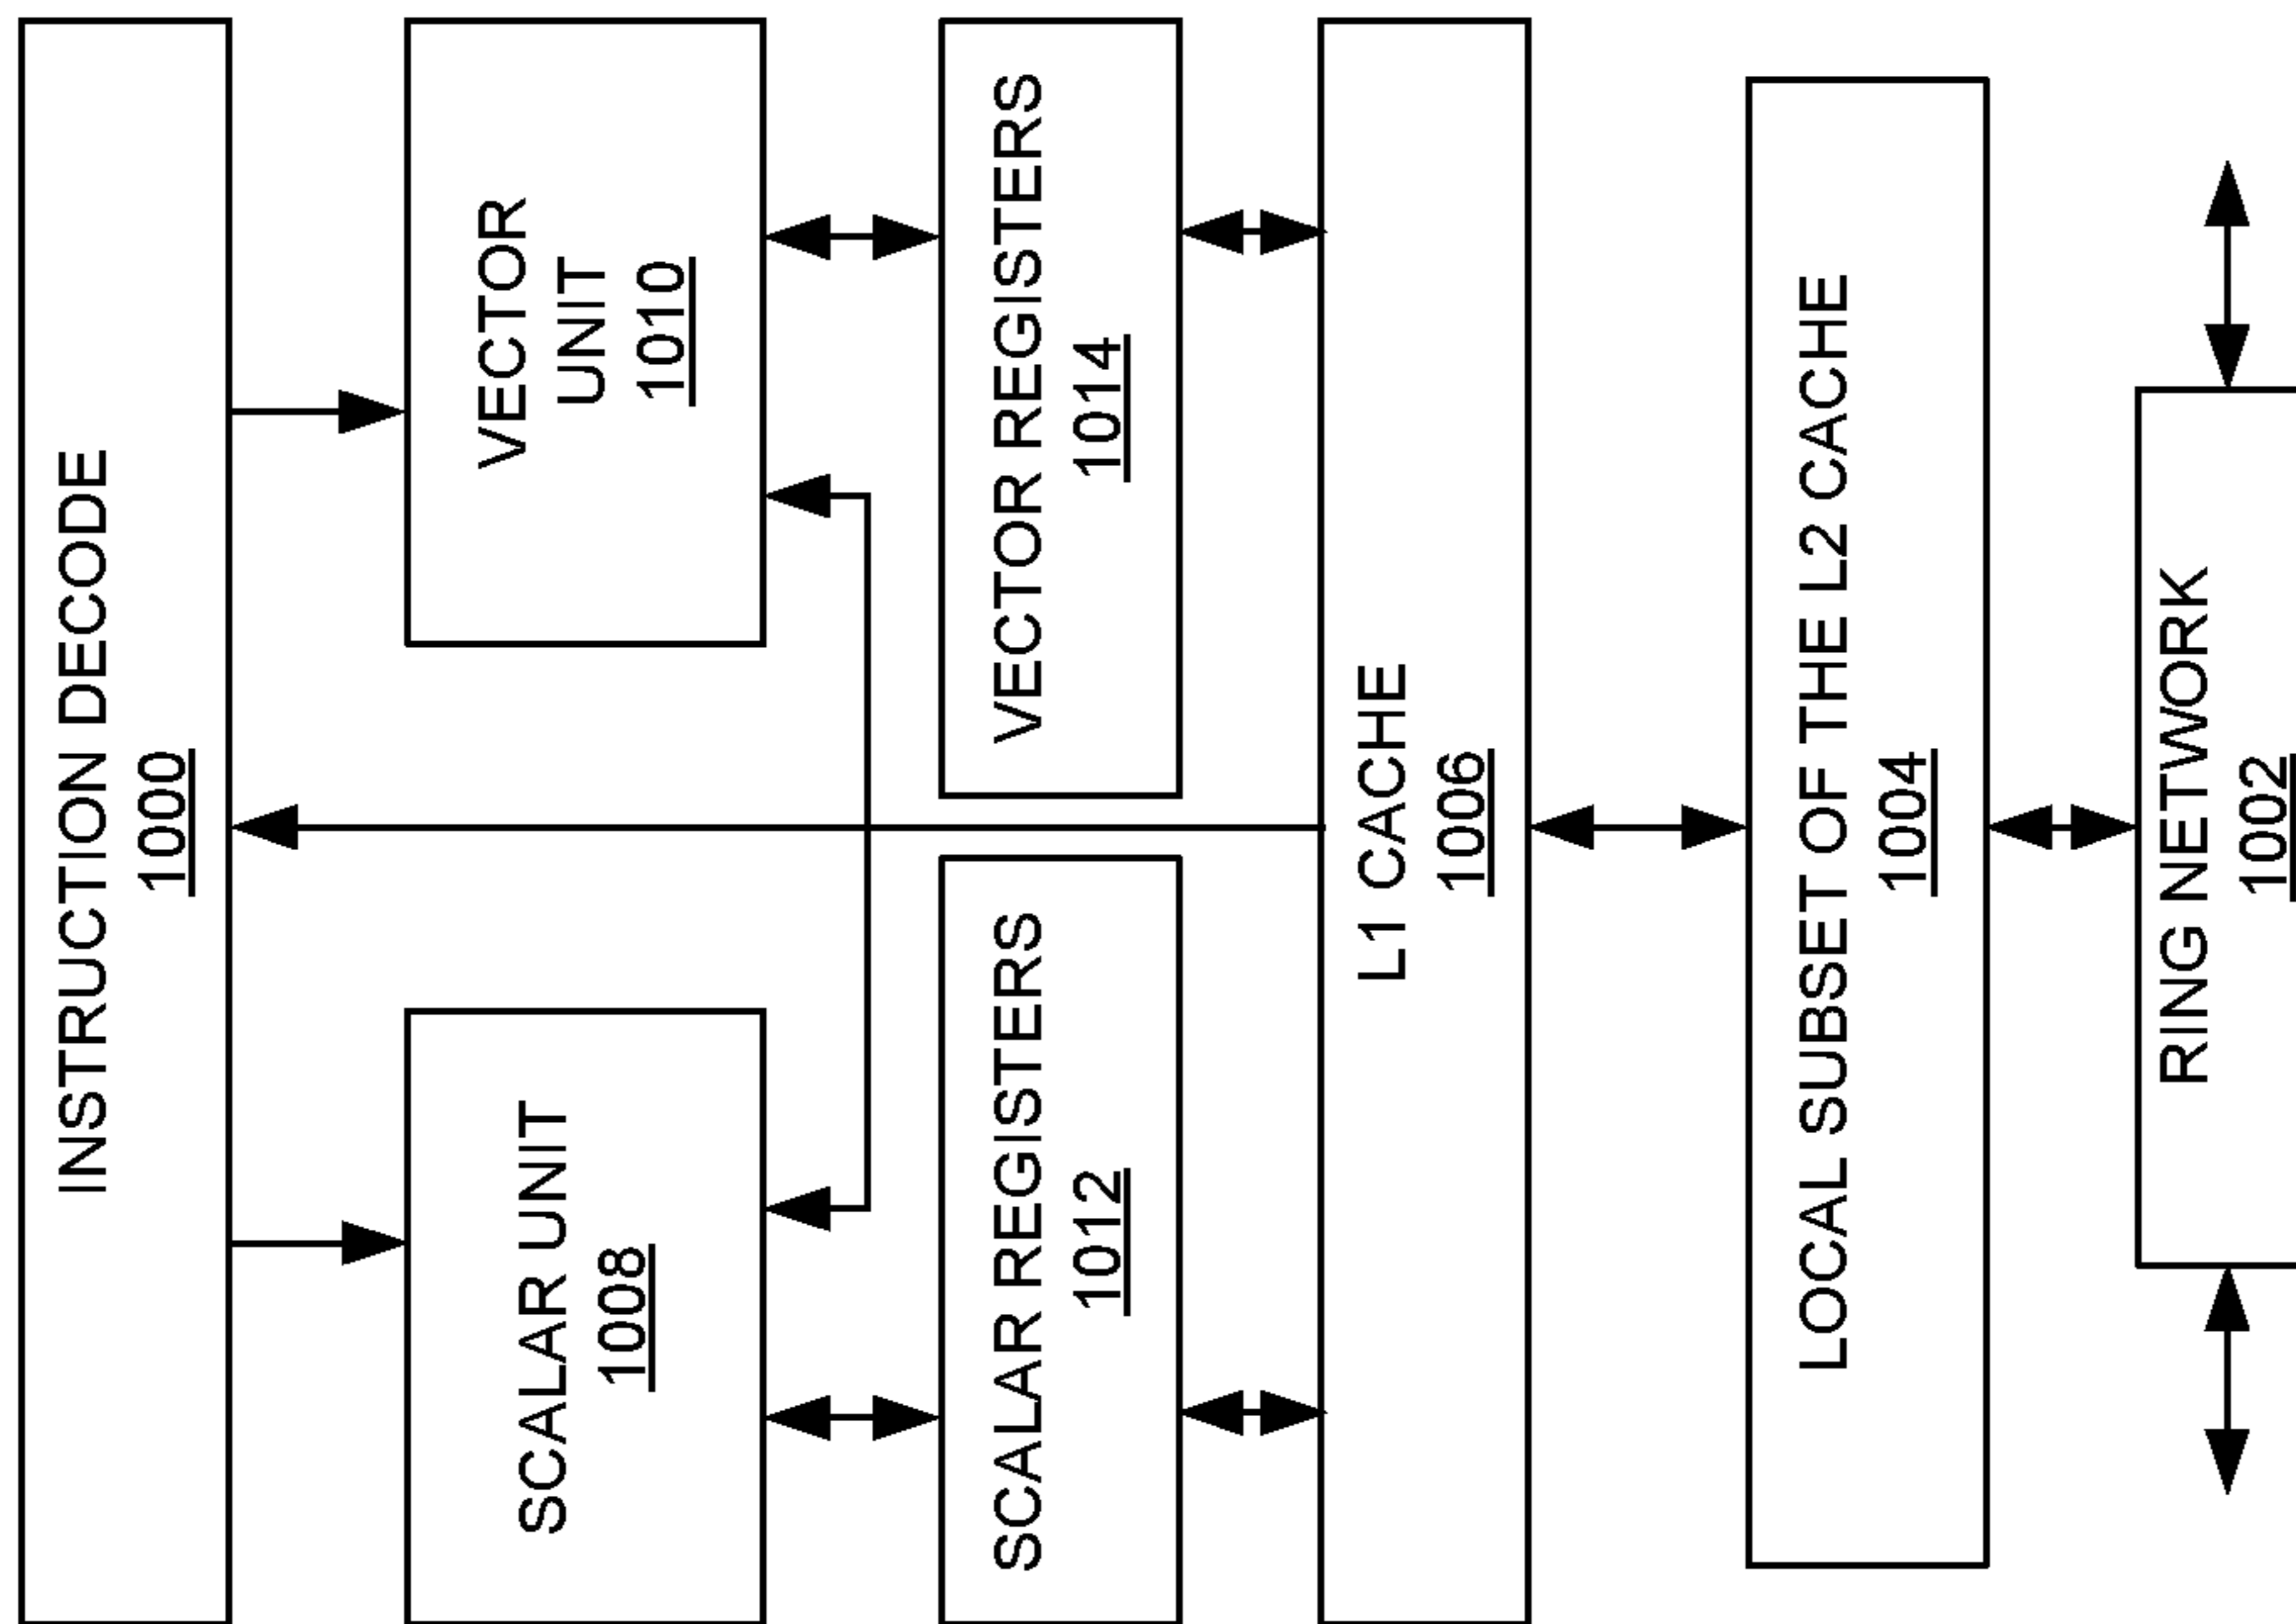 INSTRUCTION DECODE
1000
SCALAR UNIT
1008
VECTOR
UNIT
1010
SCALAR REGISTERS
1012
VECTOR REGISTERS
1014
L1 CACHE
1006
LOCAL SUBSET OF THE L2 CACHE
1004
RING NETWORK
1002